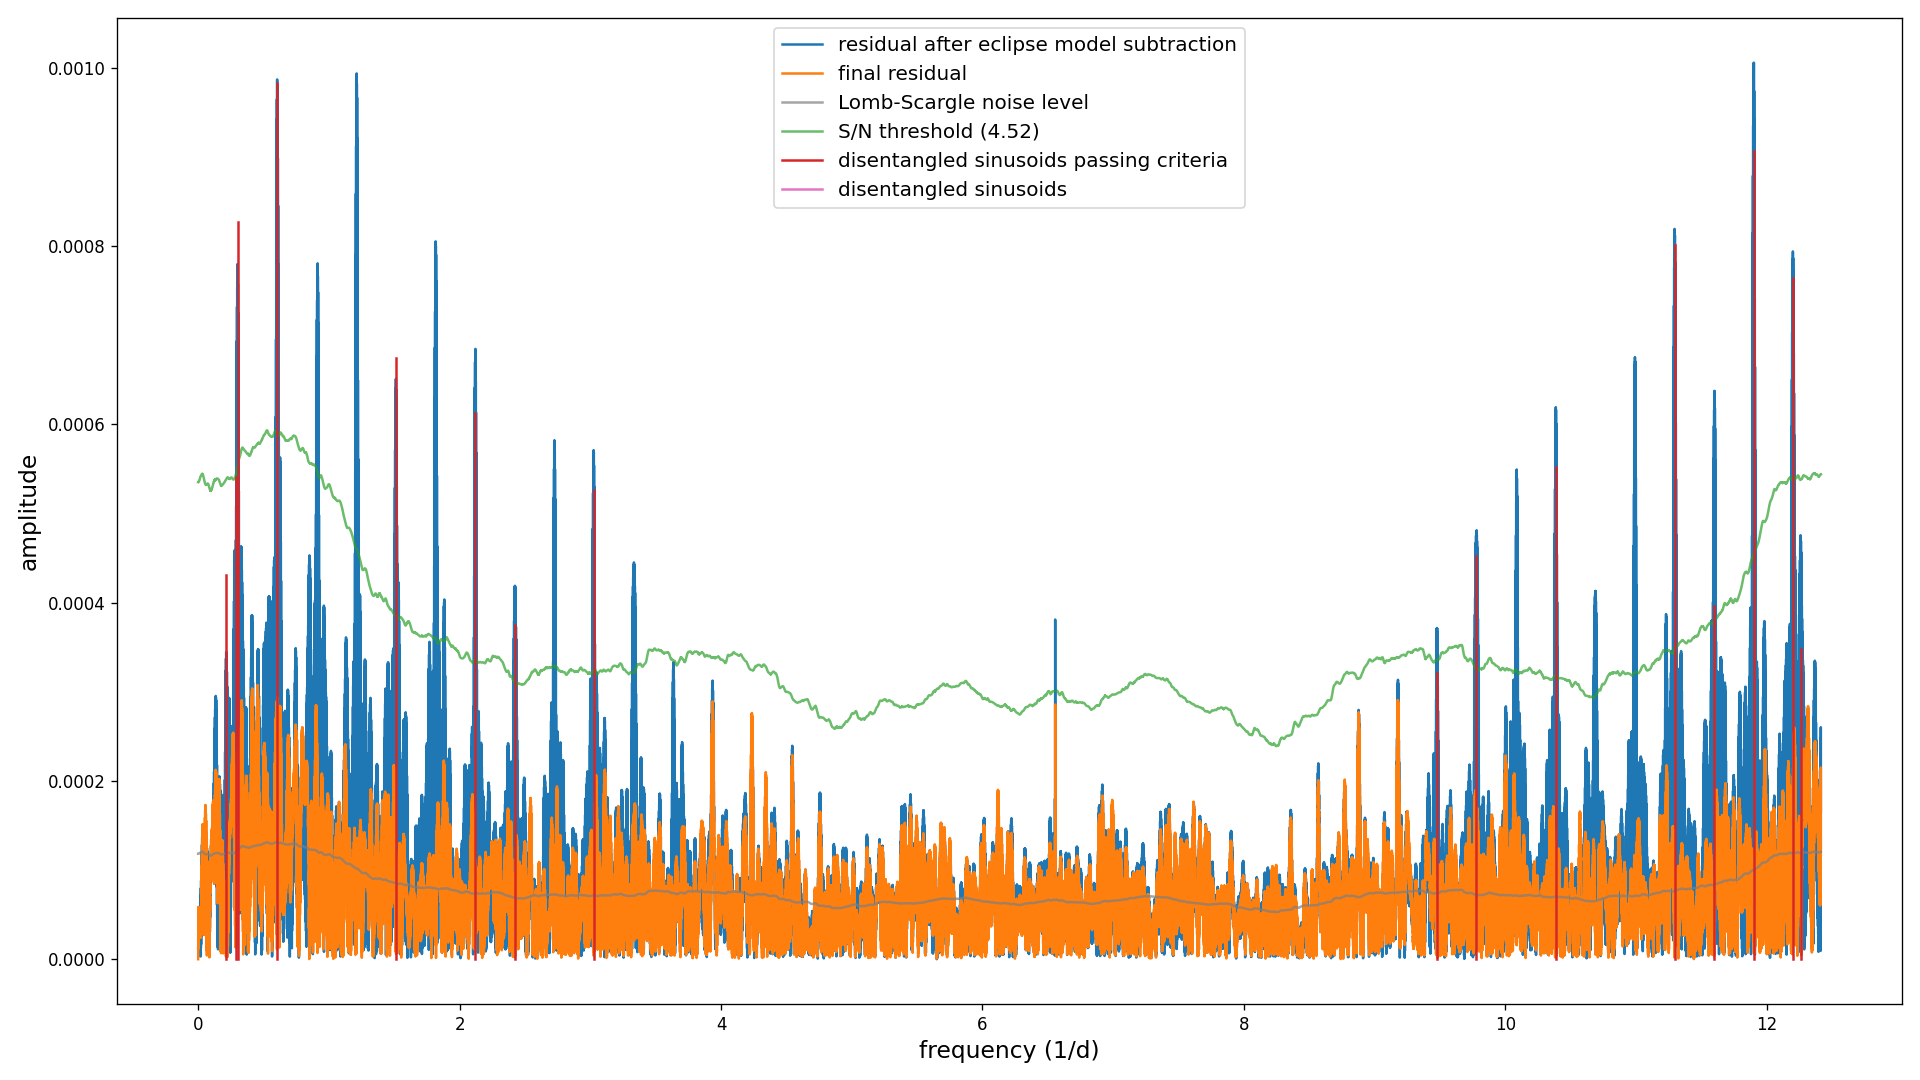 residual after eclipse model subtraction
final residual
Lomb-Scargle noise level
S/N threshold (4.52)
disentangled sinusoids passing criteria
disentangled sinusoids
0.0010
0.0008
0.0006
0.0004
0.0002
0.0000
amplitude
0 2 4 6 8 10 12
frequency (1/d)